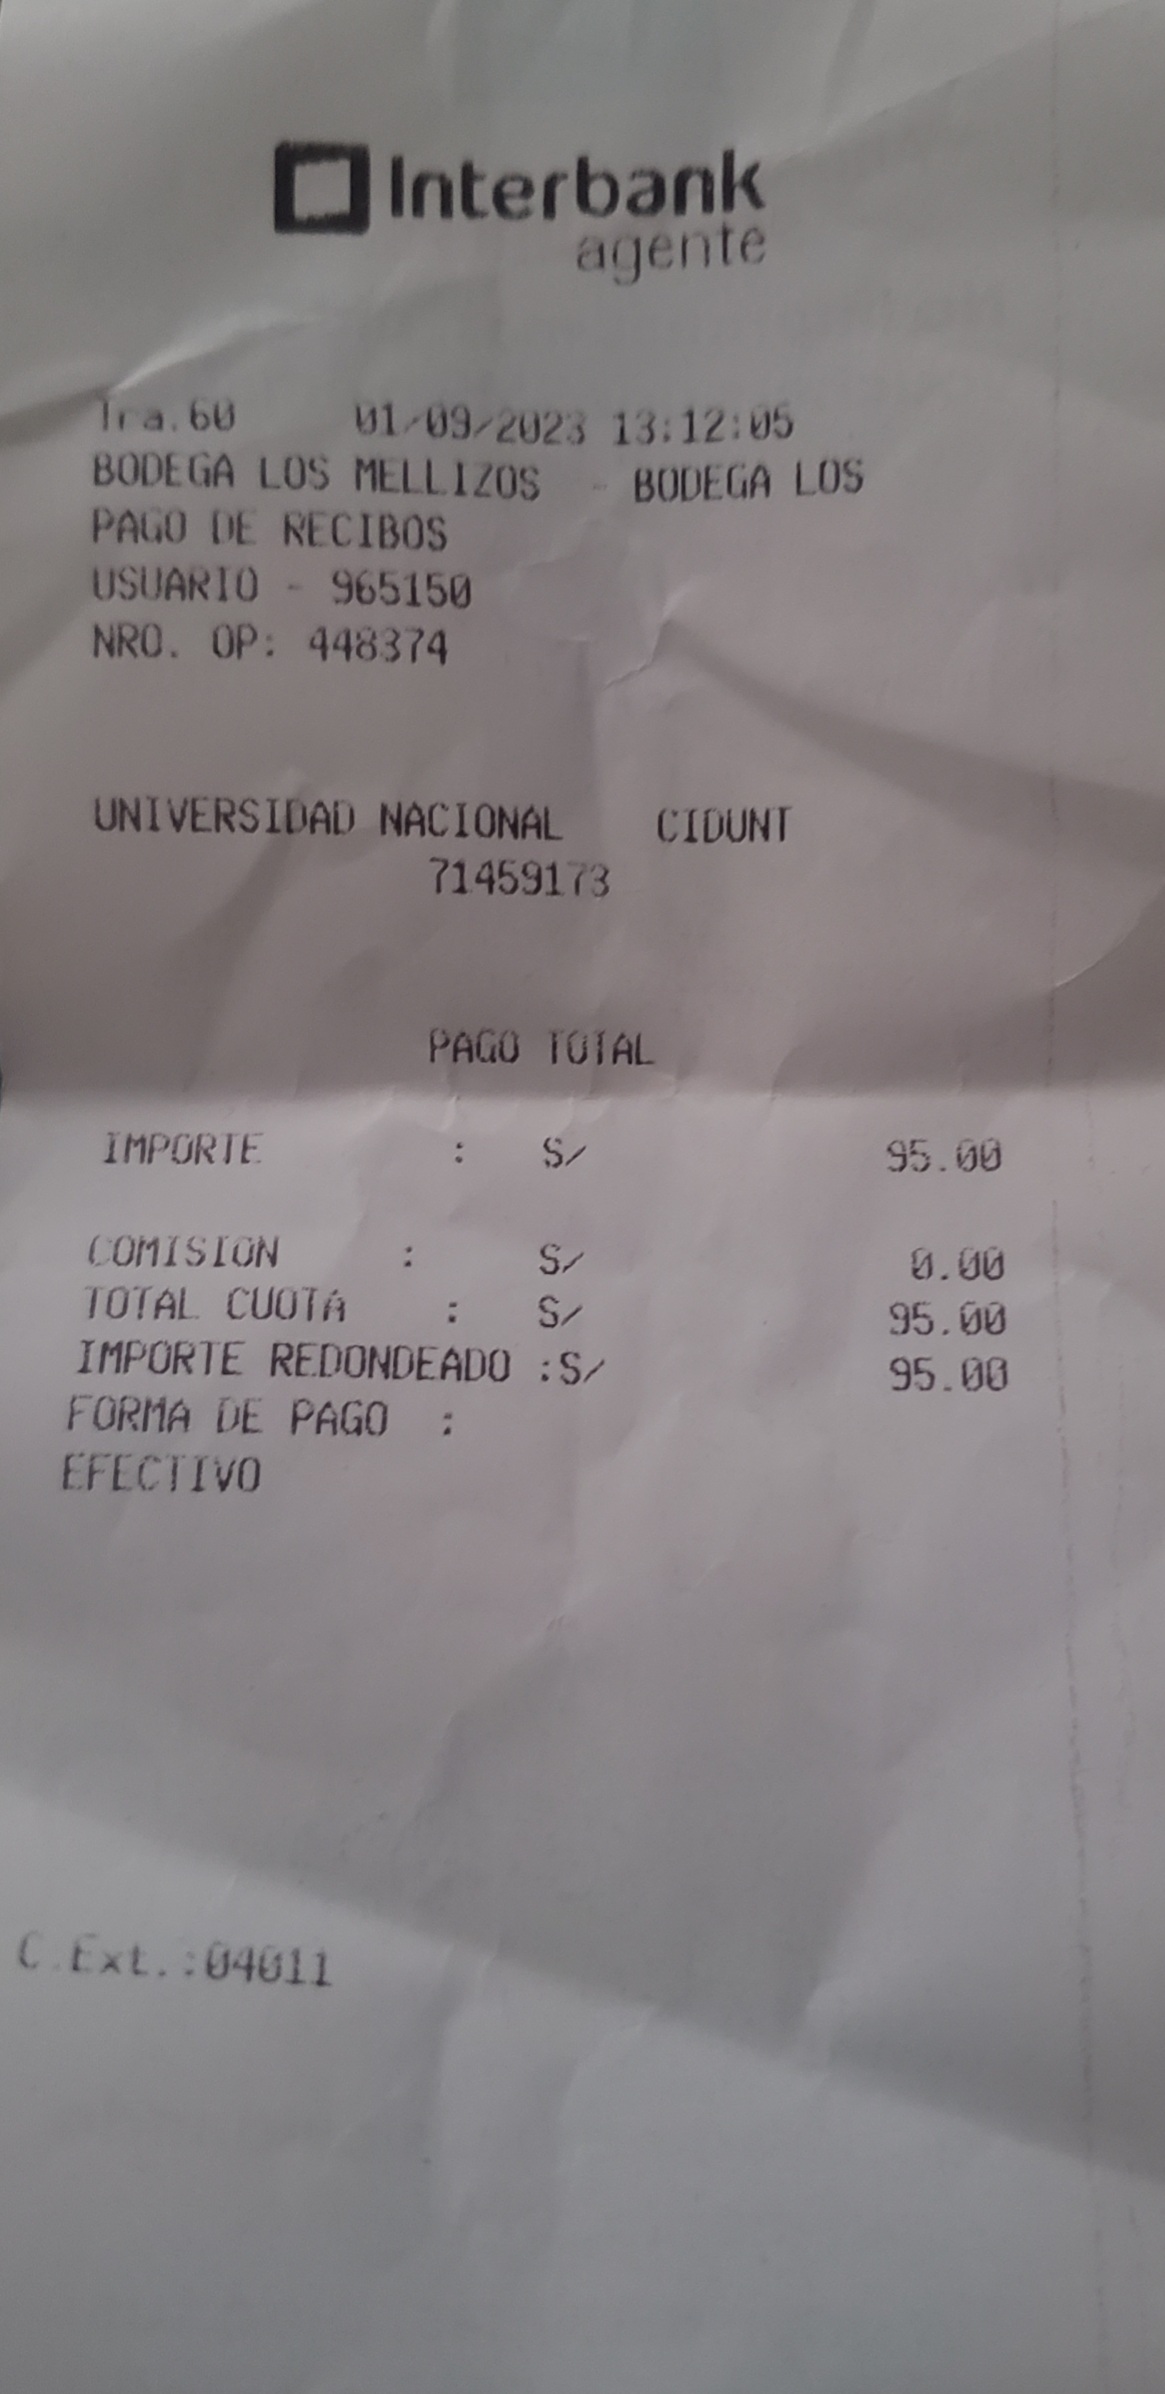 Interbank
agente
Tra.60 01/09/2023 13:12:05
BODEGA LOS MELLIZOS - BODEGA LOS
PAGO DE RECIBOS
USUARIO - 965150
NRO. OP: 448374
UNIVERSIDAD NACIONAL CIDUNT
71459173
PAGO TOTAL
IMPORTE : S/ 95.00
COMISION : S/ 0.00
TOTAL CUOTA : S/ 95.00
IMPORTE REDONDEADO :S/ 95.00
FORMA DE PAGO :
EFECTIVO
C.Ext.:04011